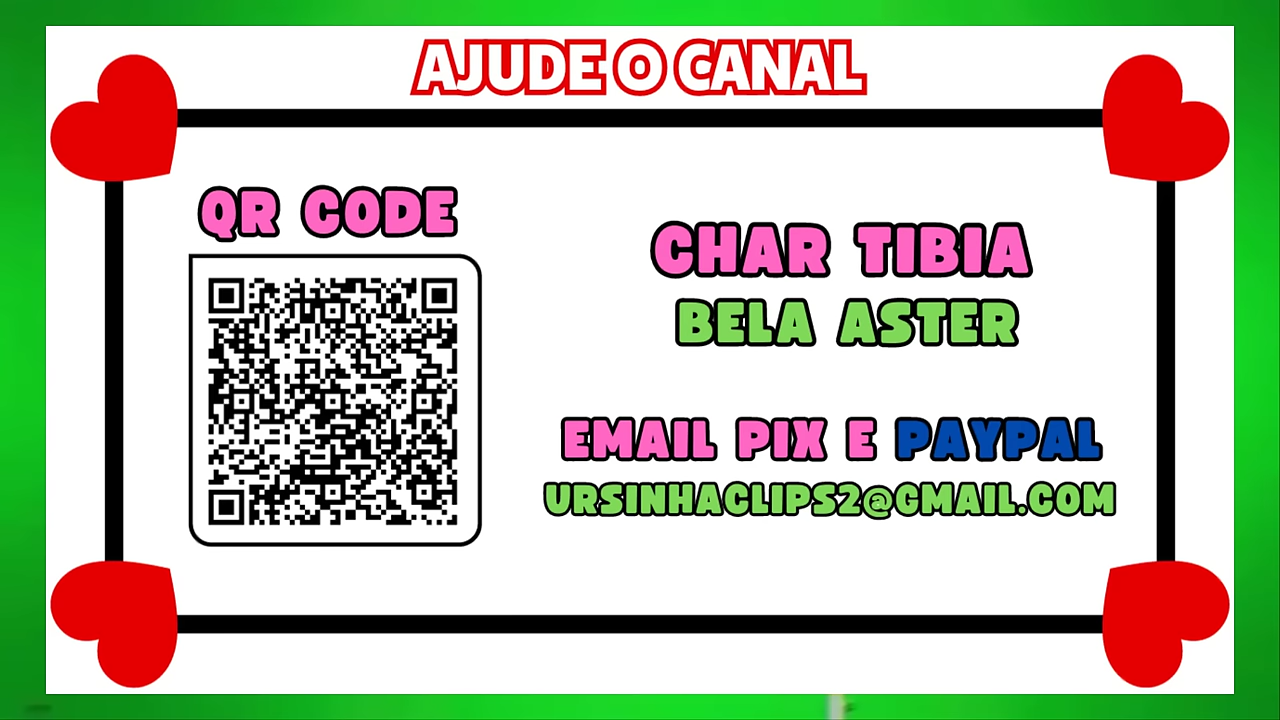 AJUDE O CANAL
QR CODE
CHAR TIBIA
BELA ASTER
EMAIL PIX E PAYPAL
URSINHACLIPS2@GMAIL.COM